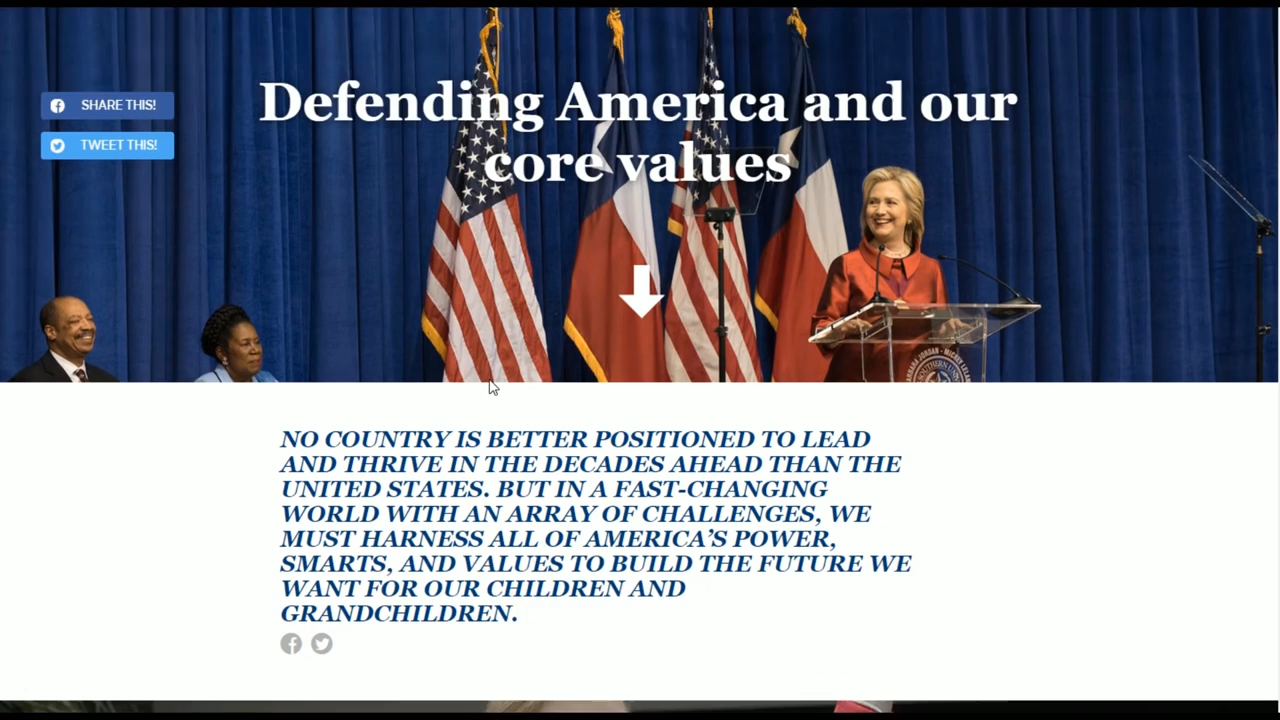 Defending America and our
core values
SHARE THIS!
TWEET THIS!
NO COUNTRY IS BETTER POSITIONED TO LEAD
AND THRIVE IN THE DECADES AHEAD THAN THE
UNITED STATES. BUT IN A FAST-CHANGING
WORLD WITH AN ARRAY OF CHALLENGES, WE
MUST HARNESS ALL OF AMERICA’S POWER,
SMARTS, AND VALUES TO BUILD THE FUTURE WE
WANT FOR OUR CHILDREN AND
GRANDCHILDREN.